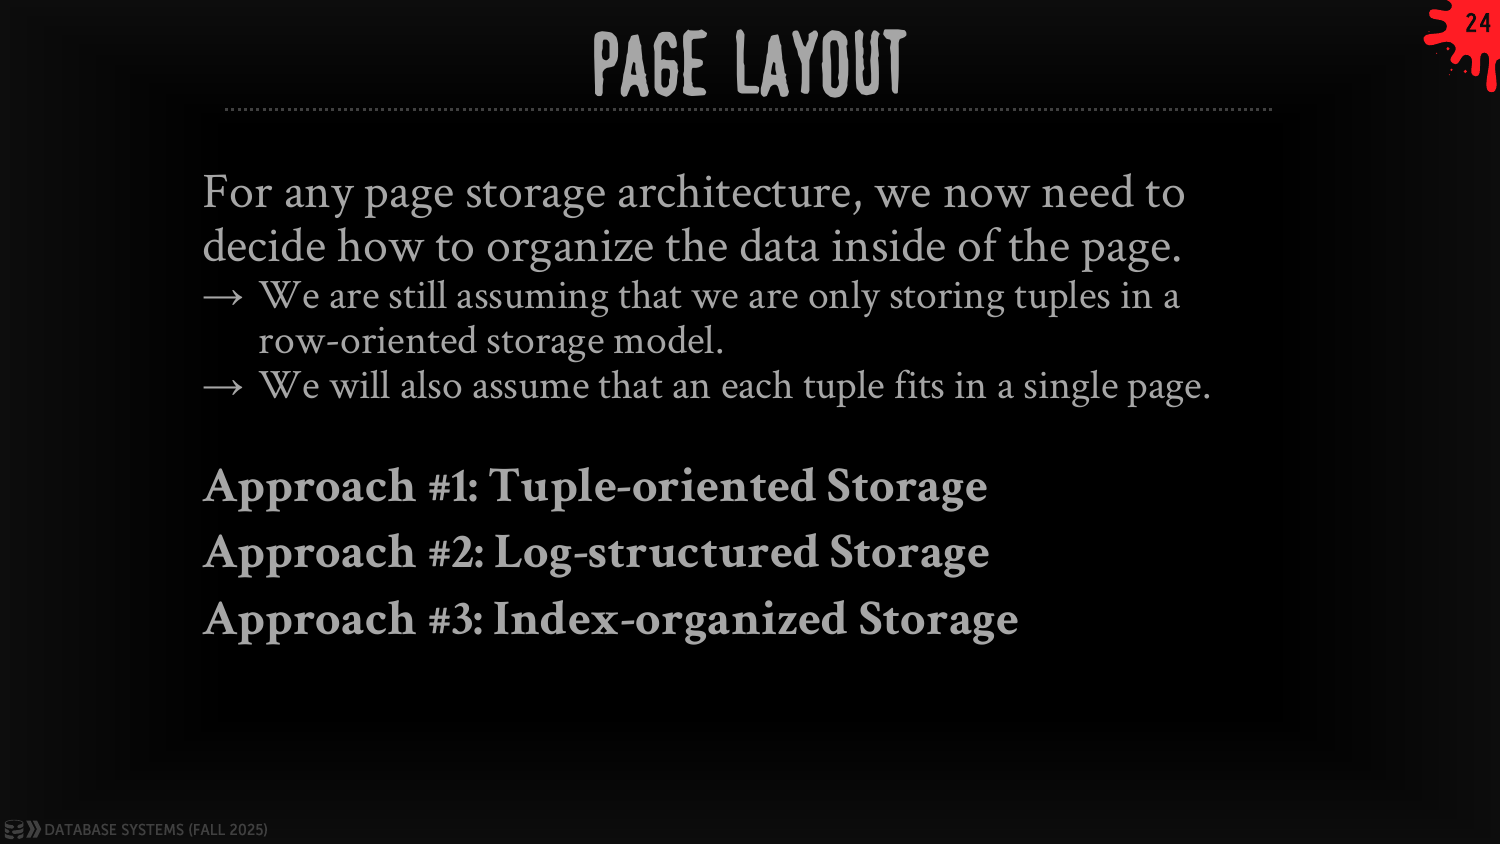 24
PAGE LAYOUT
For any page storage architecture, we now need to
decide how to organize the data inside of the page.
→ We are still assuming that we are only storing tuples in a
row-oriented storage model.
→ We will also assume that an each tuple fits in a single page.
Approach #1: Tuple-oriented Storage
Approach #2: Log-structured Storage
Approach #3: Index-organized Storage
DATABASE SYSTEMS (FALL 2025)